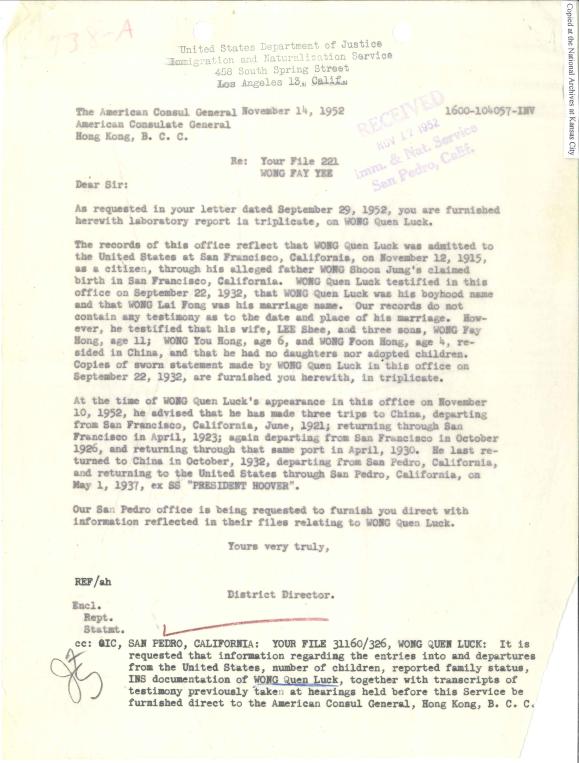 Copied at the National Archives at Kansas City
738-A
United States Department of Justice
Immigration and Naturalization Service
458 South Spring Street
Los Angeles 13, Calif.
The American Consul General November 14, 1952 1600-104057-INV
American Consulate General
Hong Kong, B. C. C.
RECEIVED
NOV 17 1952
Imm. & Nat. Service
San Pedro, Calif.
Re: Your File 221
WONG FAY YEE
Dear Sir:
As requested in your letter dated September 29, 1952, you are furnished
herewith laboratory report in triplicate, on WONG Quen Luck.
The records of this office reflect that WONG Quen Luck was admitted to
the United States at San Francisco, California, on November 12, 1915,
as a citizen, through his alleged father WONG Shoon Jung's claimed
birth in San Francisco, California. WONG Quen Luck testified in this
office on September 22, 1932, that WONG Quen Luck was his boyhood name
and that WONG Lai Fong was his marriage name. Our records do not
contain any testimony as to the date and place of his marriage. How-
ever, he testified that his wife, LEE Shee, and three sons, WONG Fay
Hong, age 11; WONG You Hong, age 6, and WONG Foon Hong, age 4, re-
sided in China, and that he had no daughters nor adopted children.
Copies of sworn statement made by WONG Quen Luck in this office on
September 22, 1932, are furnished you herewith, in triplicate.
At the time of WONG Quen Luck's appearance in this office on November
10, 1952, he advised that he has made three trips to China, departing
from San Francisco, California, June, 1921; returning through San
Francisco in April, 1923; again departing from San Francisco in October
1926, and returning through that same port in April, 1930. He last re-
turned to China in October, 1932, departing from San Pedro, California,
and returning to the United States through San Pedro, California, on
May 1, 1937, ex SS "PRESIDENT HOOVER".
Our San Pedro office is being requested to furnish you direct with
information reflected in their files relating to WONG Quen Luck.
Yours very truly,
REF/ah
District Director.
Encl.
Rept.
Statmt.
cc: OIC, SAN PEDRO, CALIFORNIA: YOUR FILE 31160/326, WONG QUEN LUCK: It is
requested that information regarding the entries into and departures
from the United States, number of children, reported family status,
INS documentation of WONG Quen Luck, together with transcripts of
testimony previously taken at hearings held before this Service be
furnished direct to the American Consul General, Hong Kong, B. C. C.